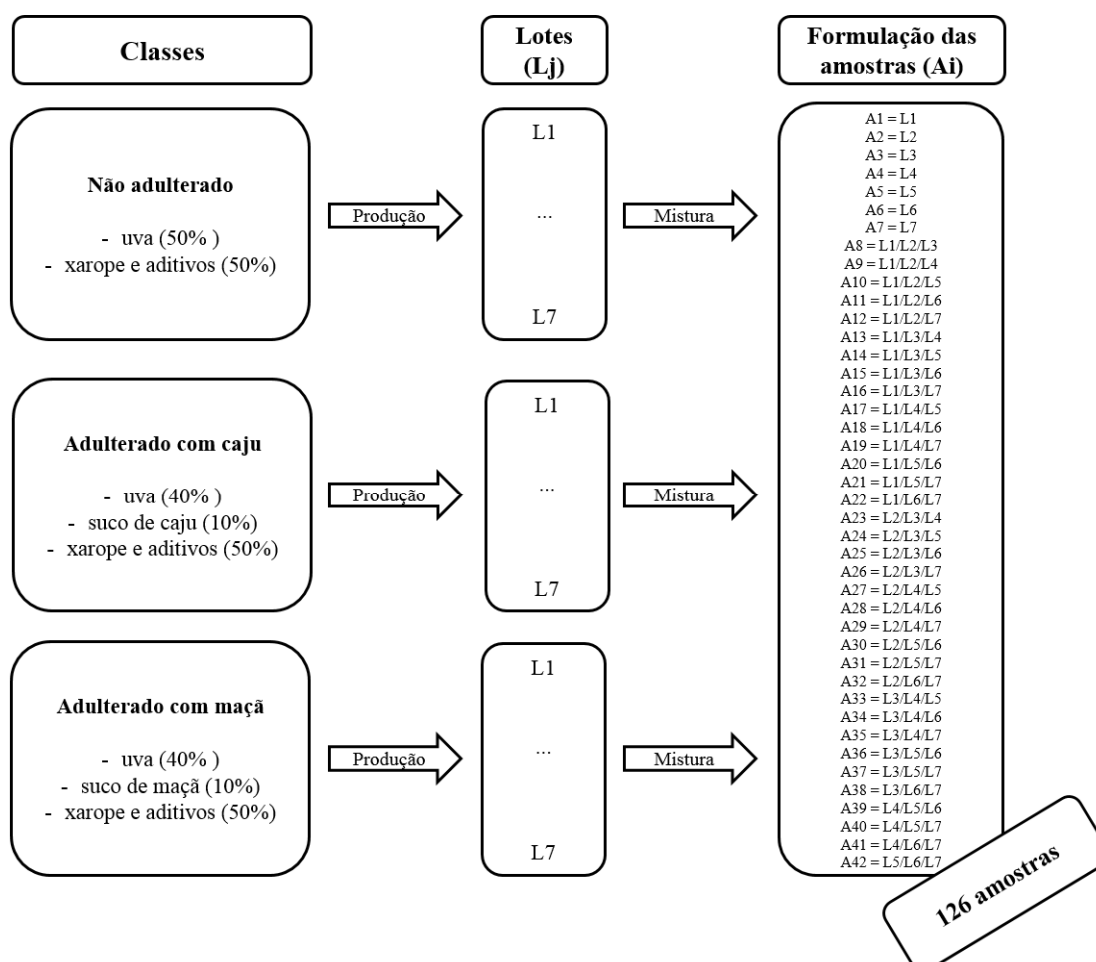 Classes
Lotes
(Lj)
Formulação das
amostras (Ai)
Não adulterado
- uva (50% )
- xarope e aditivos (50%)
Produção
L1
...
L7
Mistura
Adulterado com caju
- uva (40% )
- suco de caju (10%)
- xarope e aditivos (50%)
Produção
L1
...
L7
Mistura
Adulterado com maçã
- uva (40% )
- suco de maçã (10%)
- xarope e aditivos (50%)
Produção
L1
...
L7
Mistura
A1 = L1
A2 = L2
A3 = L3
A4 = L4
A5 = L5
A6 = L6
A7 = L7
A8 = L1/L2/L3
A9 = L1/L2/L4
A10 = L1/L2/L5
A11 = L1/L2/L6
A12 = L1/L2/L7
A13 = L1/L3/L4
A14 = L1/L3/L5
A15 = L1/L3/L6
A16 = L1/L3/L7
A17 = L1/L4/L5
A18 = L1/L4/L6
A19 = L1/L4/L7
A20 = L1/L5/L6
A21 = L1/L5/L7
A22 = L1/L6/L7
A23 = L2/L3/L4
A24 = L2/L3/L5
A25 = L2/L3/L6
A26 = L2/L3/L7
A27 = L2/L4/L5
A28 = L2/L4/L6
A29 = L2/L4/L7
A30 = L2/L5/L6
A31 = L2/L5/L7
A32 = L2/L6/L7
A33 = L3/L4/L5
A34 = L3/L4/L6
A35 = L3/L4/L7
A36 = L3/L5/L6
A37 = L3/L5/L7
A38 = L3/L6/L7
A39 = L4/L5/L6
A40 = L4/L5/L7
A41 = L4/L6/L7
A42 = L5/L6/L7
126 amostras